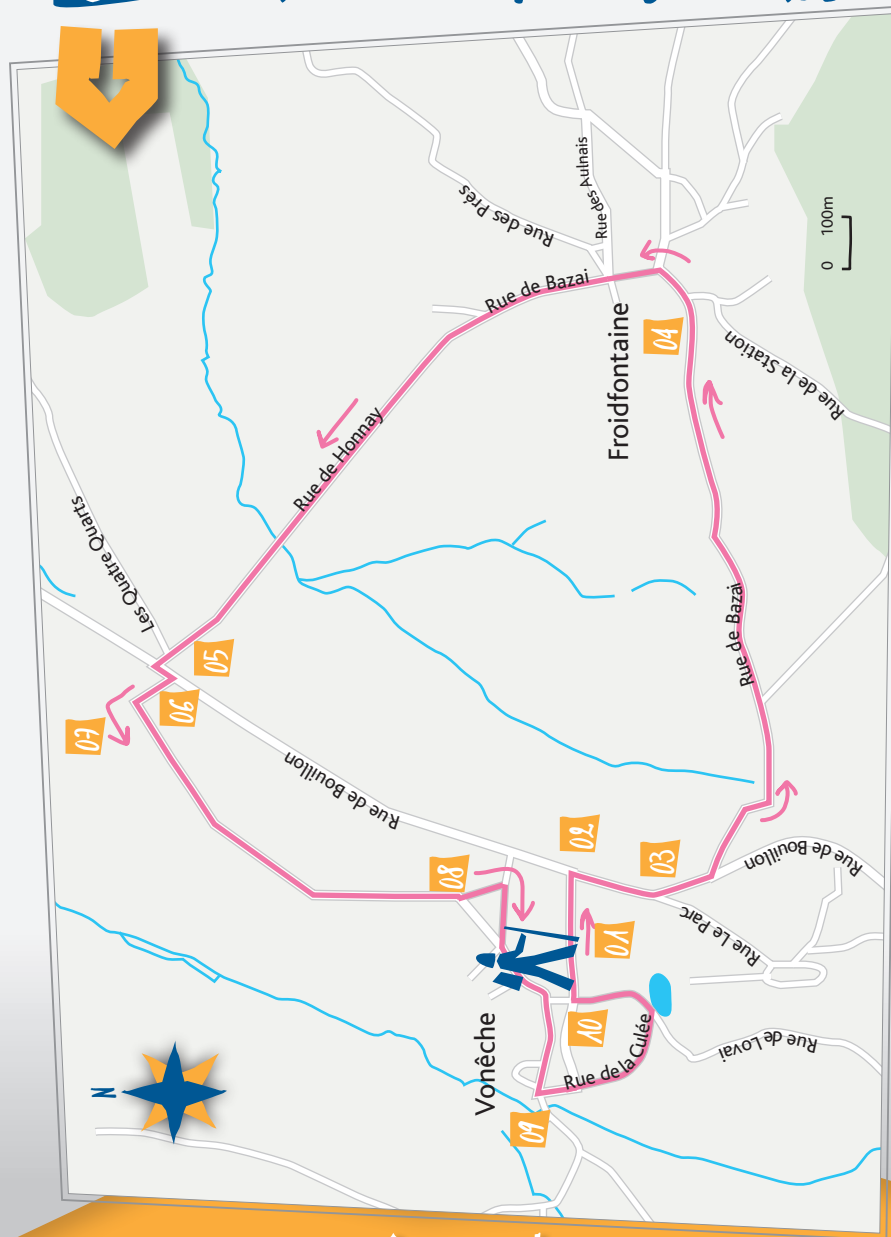 Rue des Prés
Rue des Aulnais
Rue de Bazai
0 100m
Froidfontaine
04
Rue de la Station
Rue de Honnay
Les Quatre Quarts
05
06
07
Rue de Bazai
Rue de Bouillon
02
03
08
Rue de Bouillon
Rue Le Parc
01
10
Vonêche
Rue de la Culée
Rue de Lovai
09
N